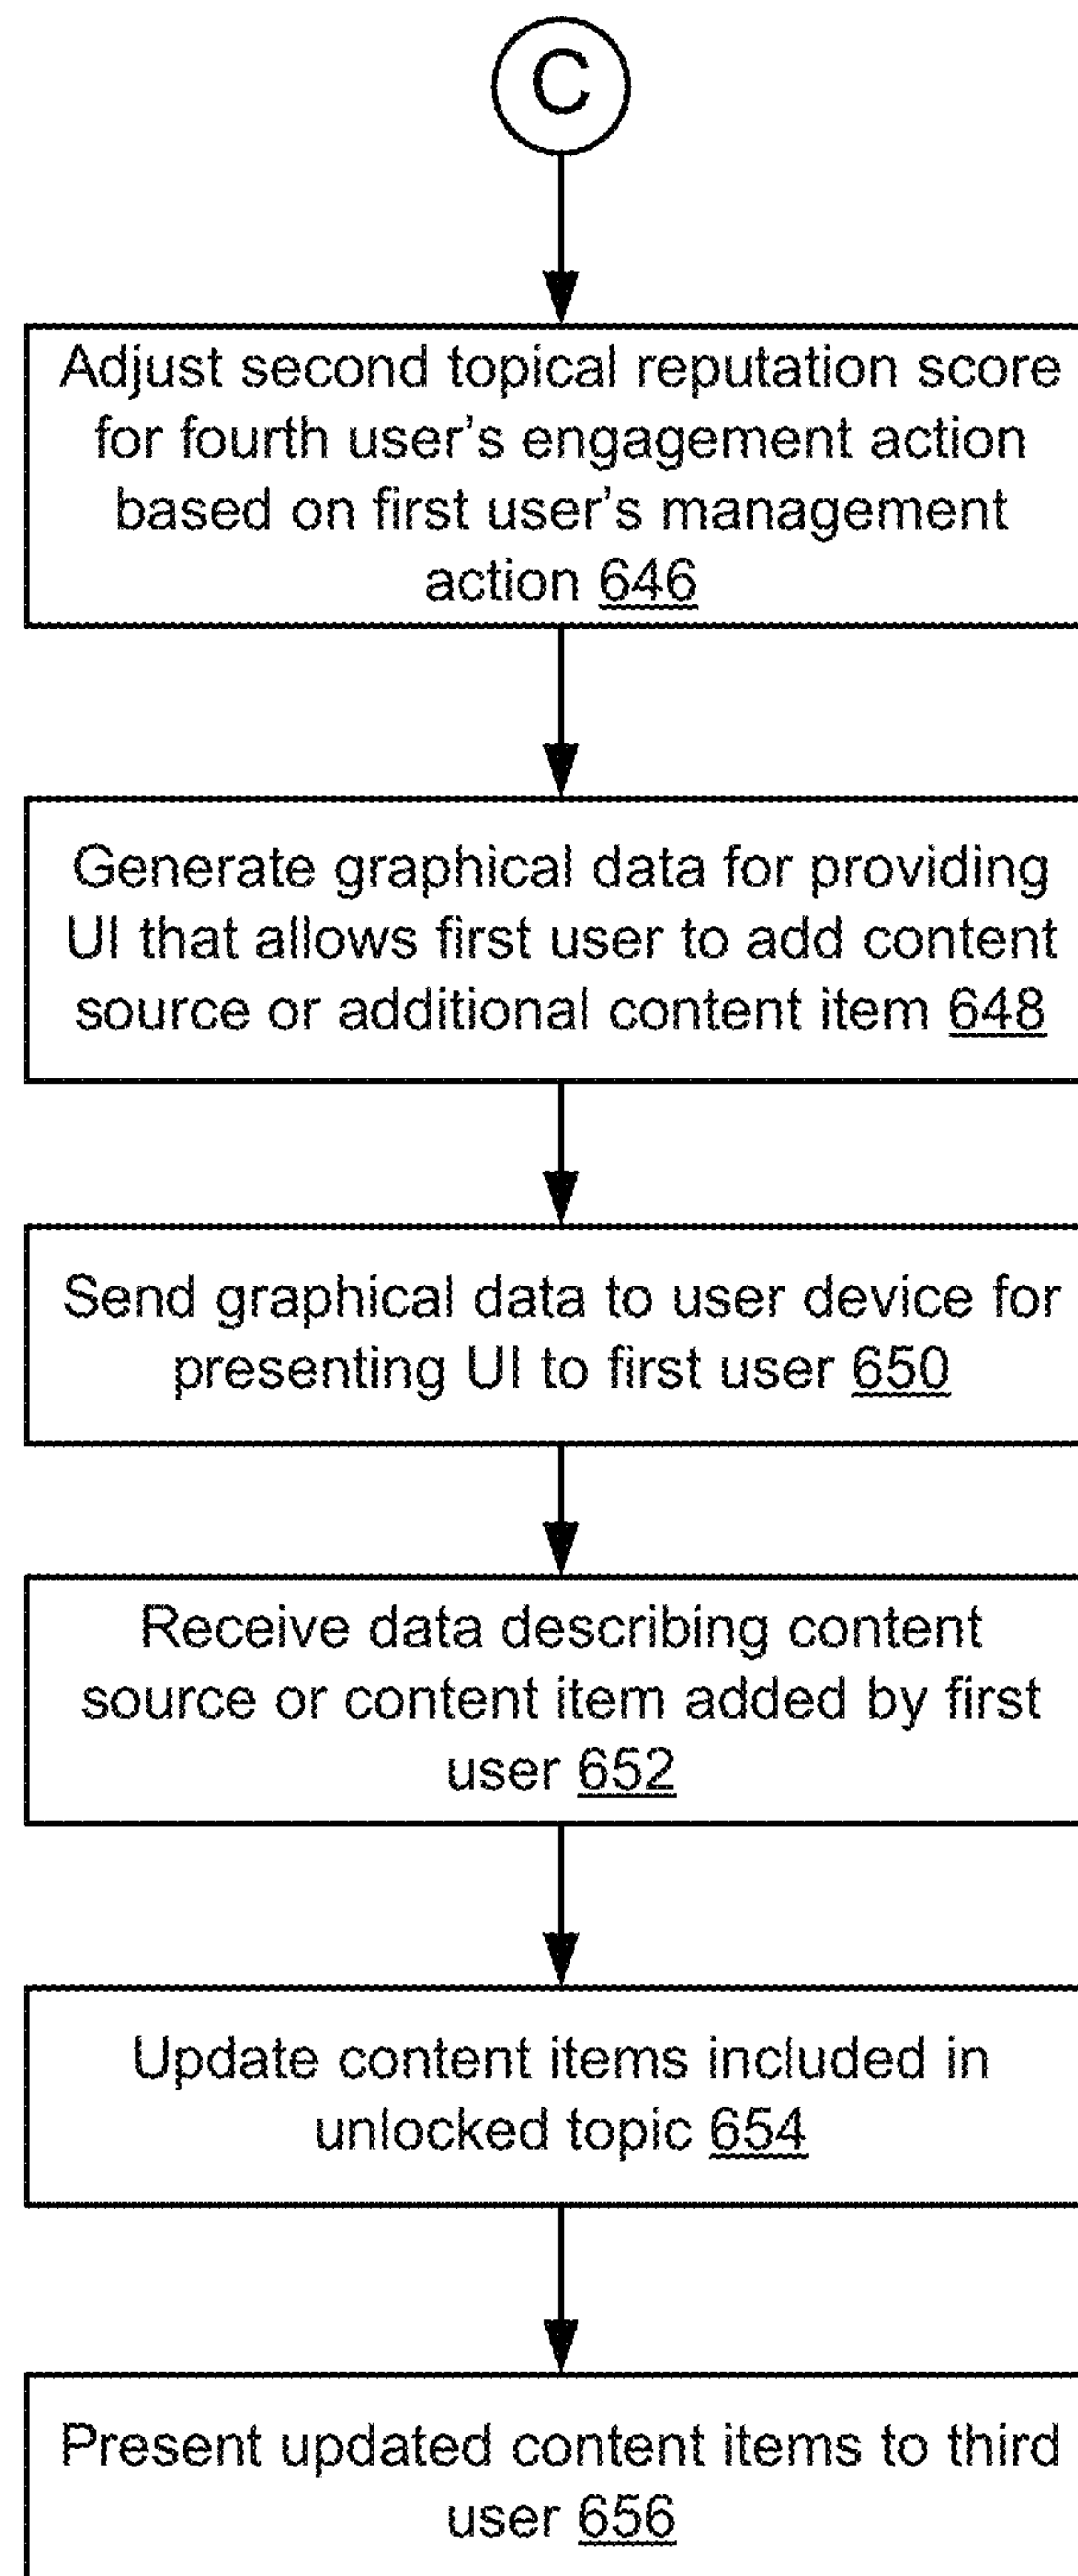 C
Adjust second topical reputation score
for fourth user's engagement action
based on first user's management
action 646
Generate graphical data for providing
UI that allows first user to add content
source or additional content item 648
Send graphical data to user device for
presenting UI to first user 650
Receive data describing content
source or content item added by first
user 652
Update content items included in
unlocked topic 654
Present updated content items to third
user 656